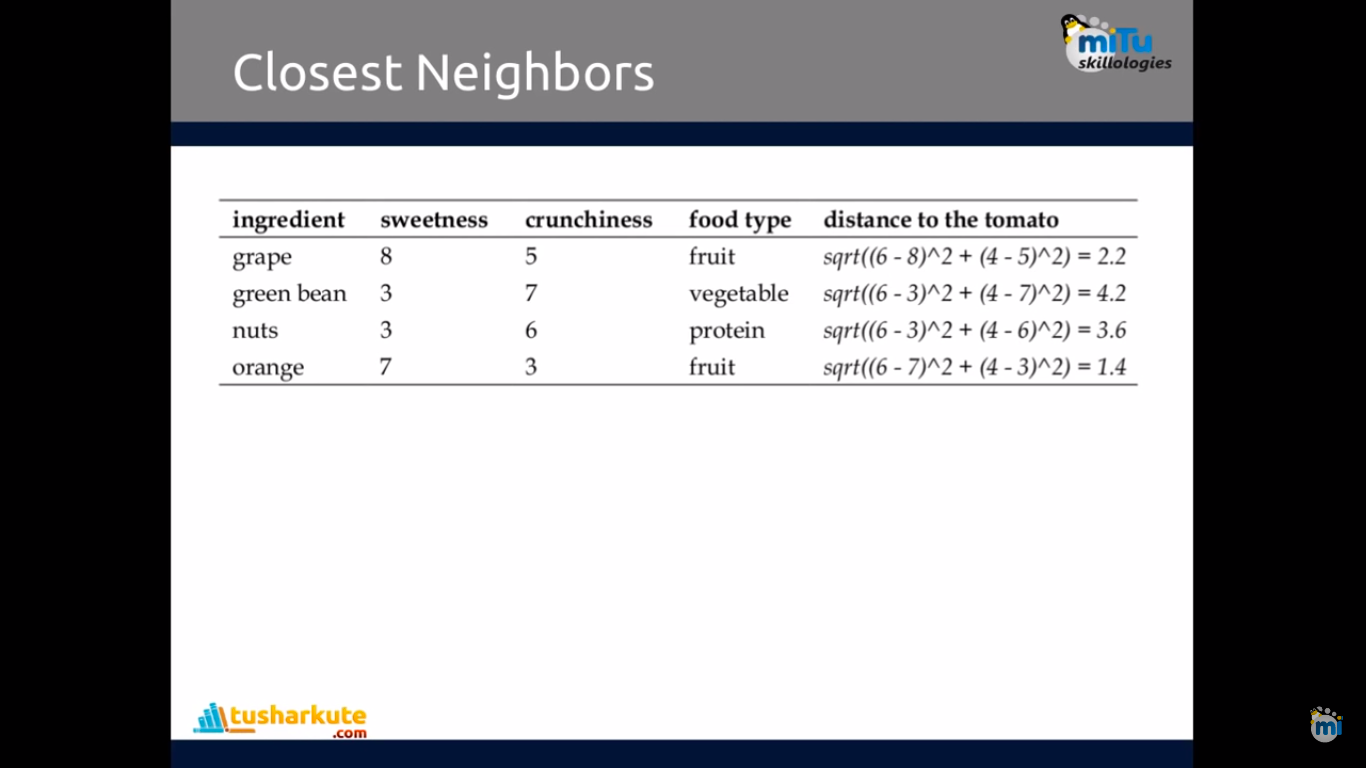 Closest Neighbors
miTu
skillologies
ingredient sweetness crunchiness food type distance to the tomato
grape 8 5 fruit sqrt((6 - 8)^2 + (4 - 5)^2) = 2.2
green bean 3 7 vegetable sqrt((6 - 3)^2 + (4 - 7)^2) = 4.2
nuts 3 6 protein sqrt((6 - 3)^2 + (4 - 6)^2) = 3.6
orange 7 3 fruit sqrt((6 - 7)^2 + (4 - 3)^2) = 1.4
tusharkute
.com
mi